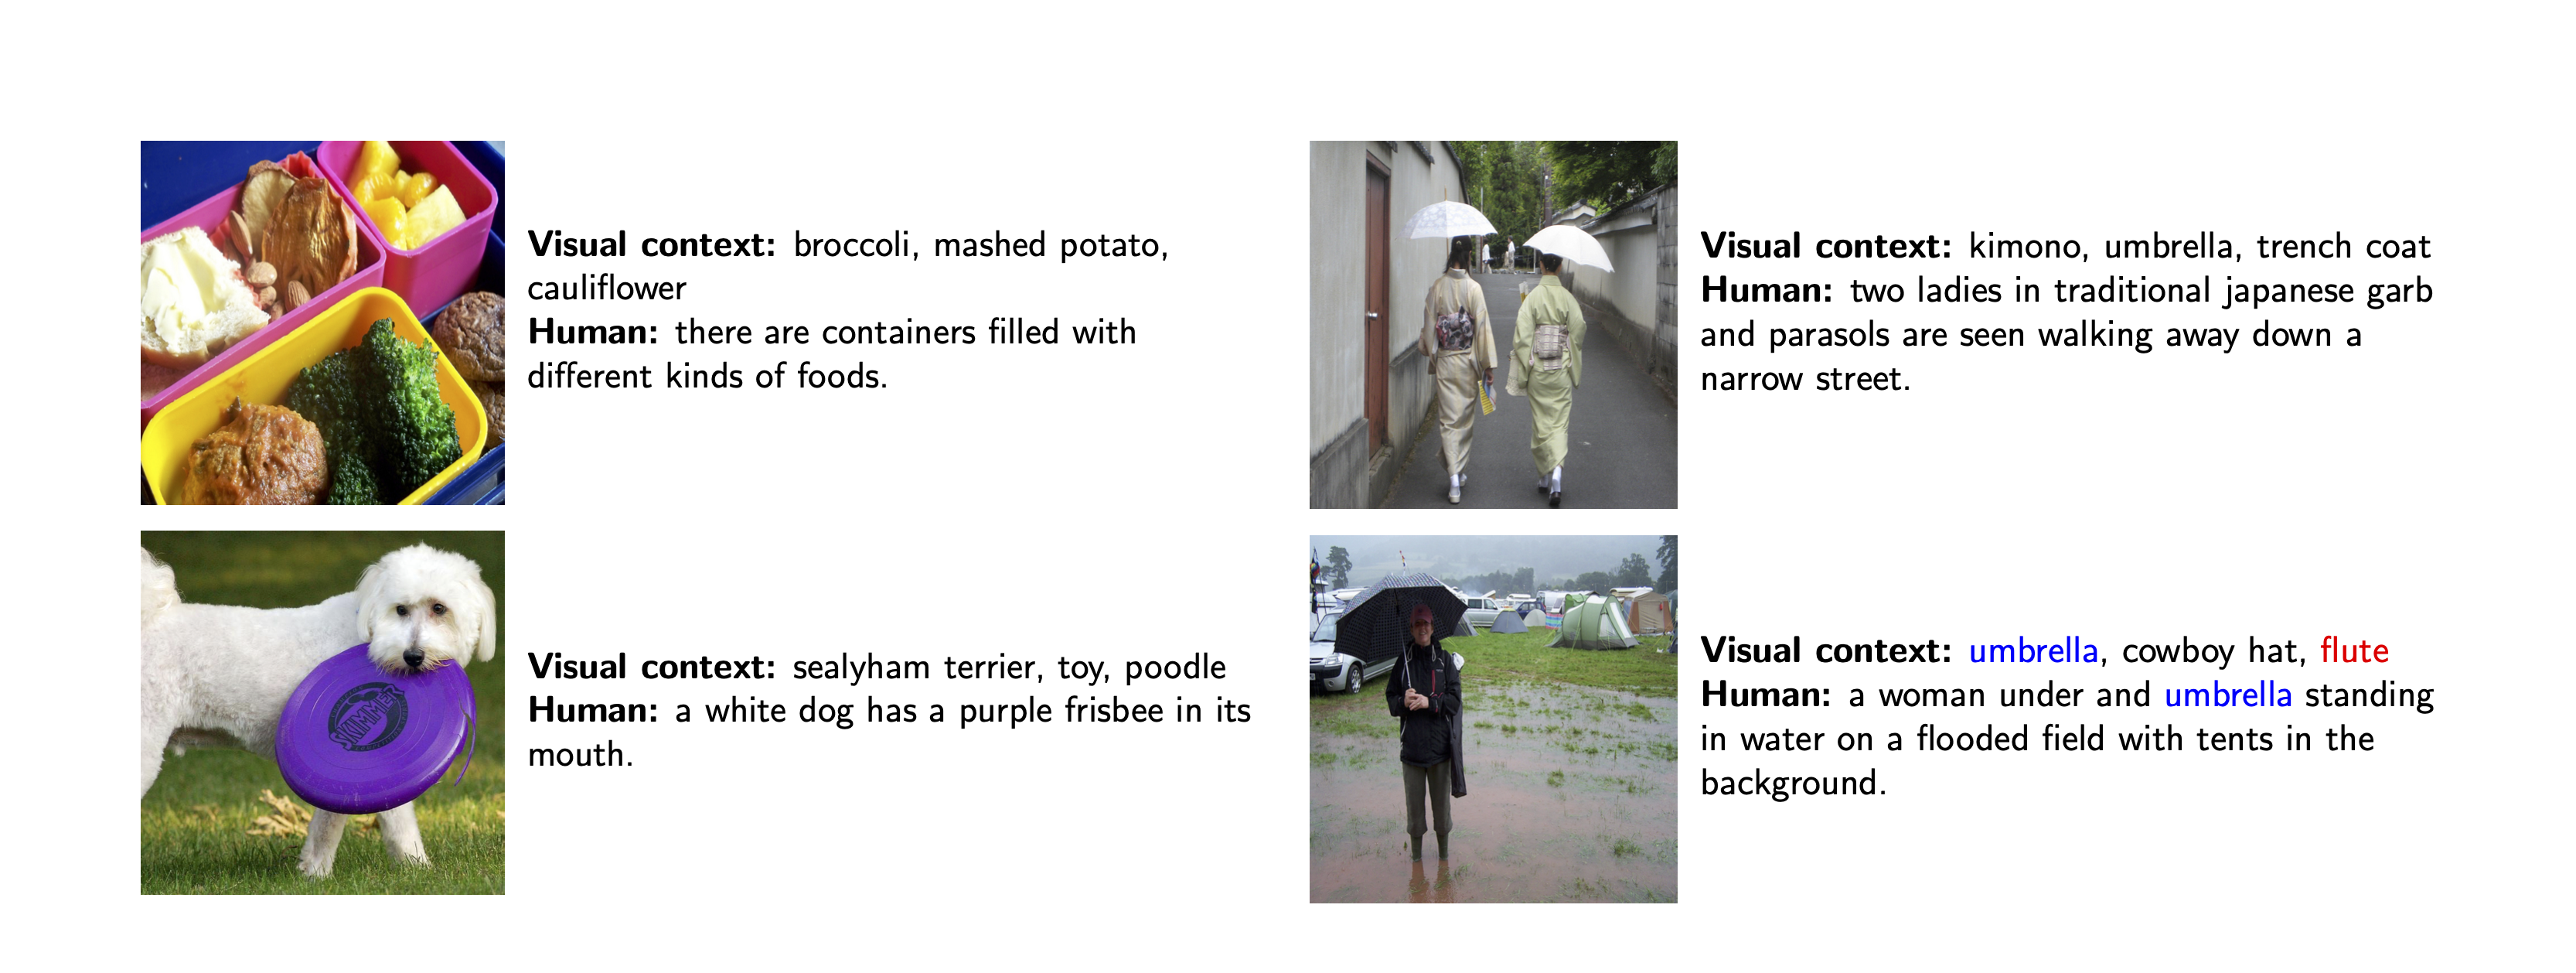 Visual context: broccoli, mashed potato,
cauliflower
Human: there are containers filled with
different kinds of foods.
Visual context: kimono, umbrella, trench coat
Human: two ladies in traditional japanese garb
and parasols are seen walking away down a
narrow street.
SKIMMER
Visual context: sealyham terrier, toy, poodle
Human: a white dog has a purple frisbee in its
mouth.
Visual context: umbrella, cowboy hat, flute
Human: a woman under and umbrella standing
in water on a flooded field with tents in the
background.